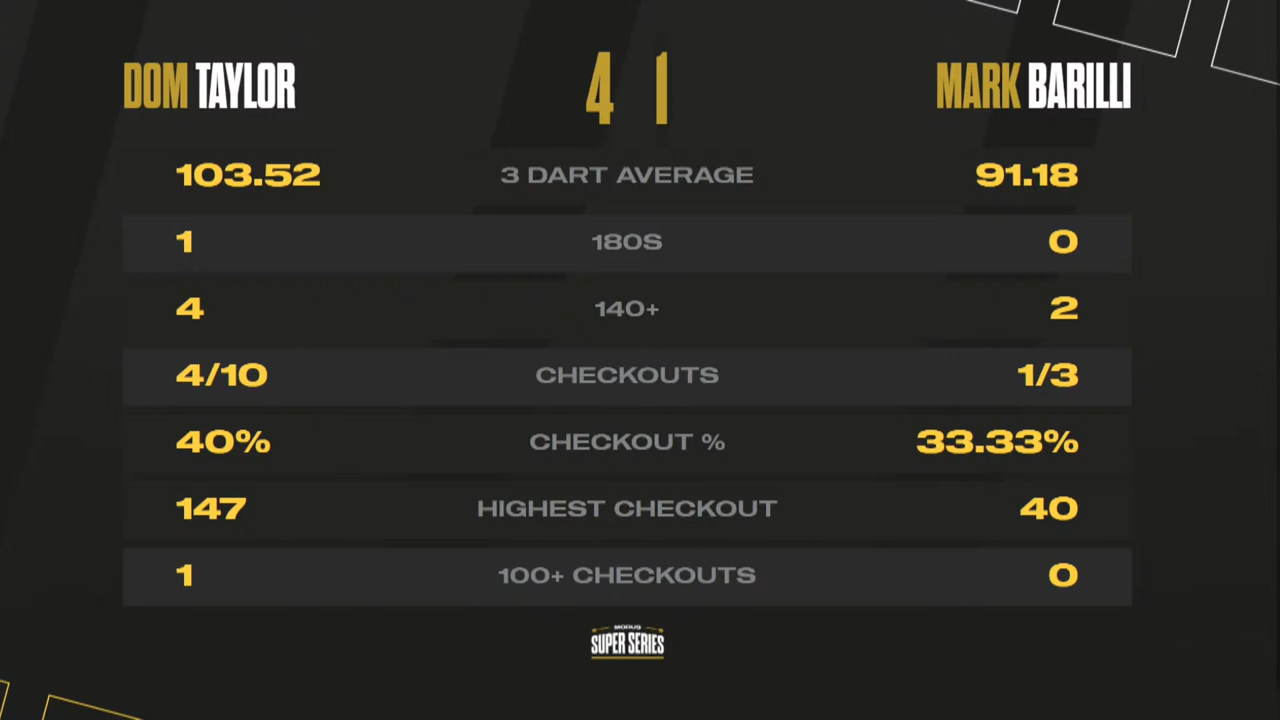 DOM TAYLOR 4 1 MARK BARILLI
103.52 3 DART AVERAGE 91.18
1 180S 0
4 140+ 2
4/10 CHECKOUTS 1/3
40% CHECKOUT % 33.33%
147 HIGHEST CHECKOUT 40
1 100+ CHECKOUTS 0
MODUS
SUPER SERIES